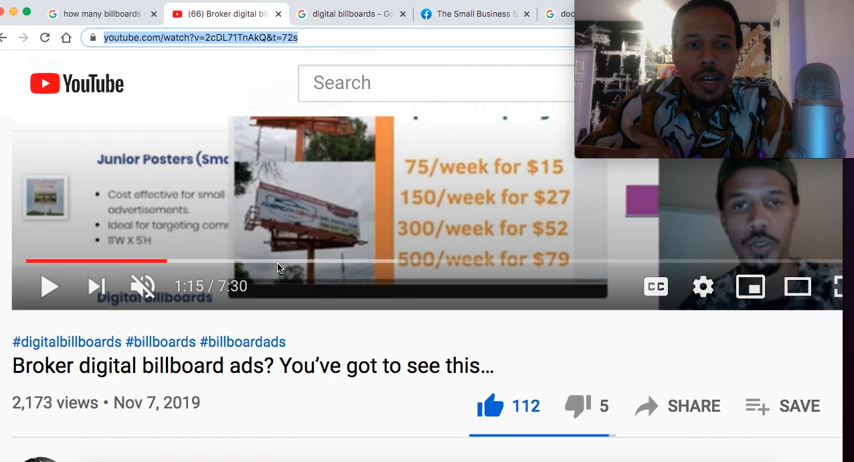 how many billboards
(66) Broker digital bil
digital billboards - Go
The Small Business S
doc
youtube.com/watch?v=2cDL71TnAkQ&t=72s
YouTube
Search
Junior Posters (Sma
• Cost effective for small
advertisements.
• Ideal for targeting comm
• 11'W X 5'H
Digital Billboards
75/week for $15
150/week for $27
300/week for $52
500/week for $79
1:15 / 7:30
CC
#digitalbillboards #billboards #billboardads
Broker digital billboard ads? You've got to see this...
2,173 views • Nov 7, 2019
112
5
SHARE
SAVE